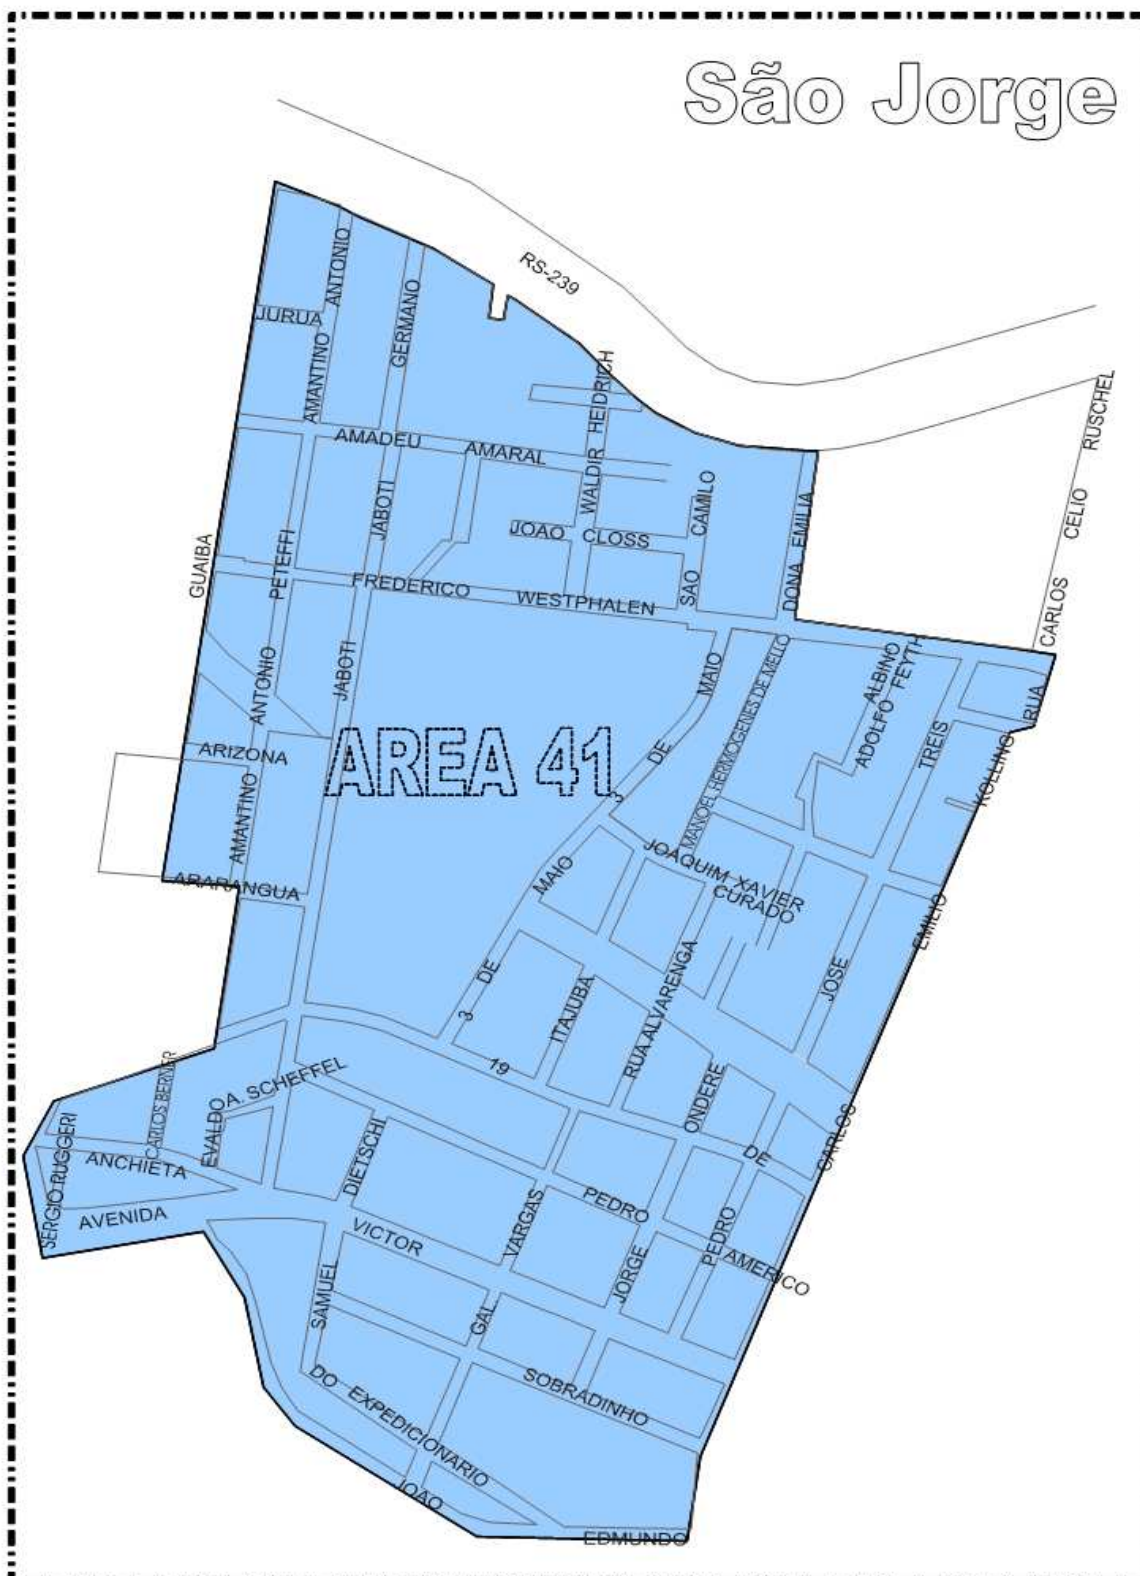 São Jorge
RS-239
ANTONIO
GERMANO
JURUA
AMANTINO
HEIDRICH
RUSCHEL
AMADEU
AMARAL
WALDIR
CAMILO
CELIO
JABOTI
JOAO CLOSS
DONA EMILIA
GUAIBA
PETEFFI
FREDERICO
WESTPHALEN
SAO
CARLOS
JABOTI
MAIO
MANOEL HERMOGENES DE MELLO
ALBINO
ADOLFO FEYTH
ANTONIO
RUA
ARIZONA
AREA 41
DE
TREIS
KOLLING
3
AMANTINO
MAIO
JOAQUIM XAVIER
CURADO
ARARANGUA
EMILIO
DE
JOSE
3
ITAJUBA
RUA ALVARENGA
19
CARLOS BERNER
EVALDO A. SCHEFFEL
ONDERE
CARLOS
SERGIO RUGGERI
ANCHIETA
DIETSCHI
DE
AVENIDA
VICTOR
VARGAS
PEDRO
PEDRO
AMERICO
SAMUEL
JORGE
GAL.
DO EXPEDICIONARIO
SOBRADINHO
JOAO
EDMUNDO